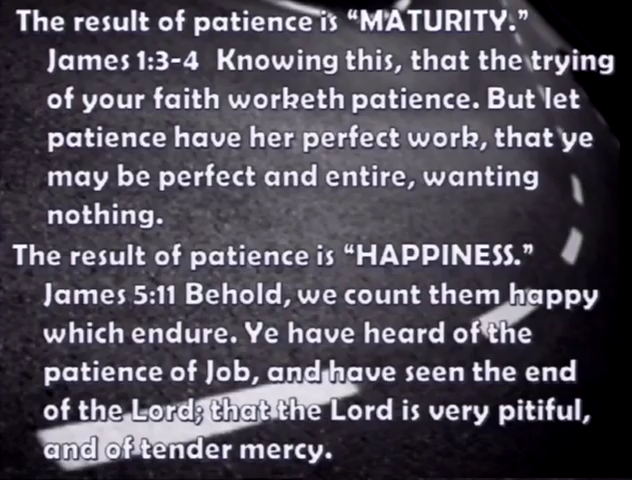 The result of patience is “MATURITY.”
James 1:3-4 Knowing this, that the trying
of your faith worketh patience. But let
patience have her perfect work, that ye
may be perfect and entire, wanting
nothing.
The result of patience is “HAPPINESS.”
James 5:11 Behold, we count them happy
which endure. Ye have heard of the
patience of Job, and have seen the end
of the Lord; that the Lord is very pitiful,
and of tender mercy.